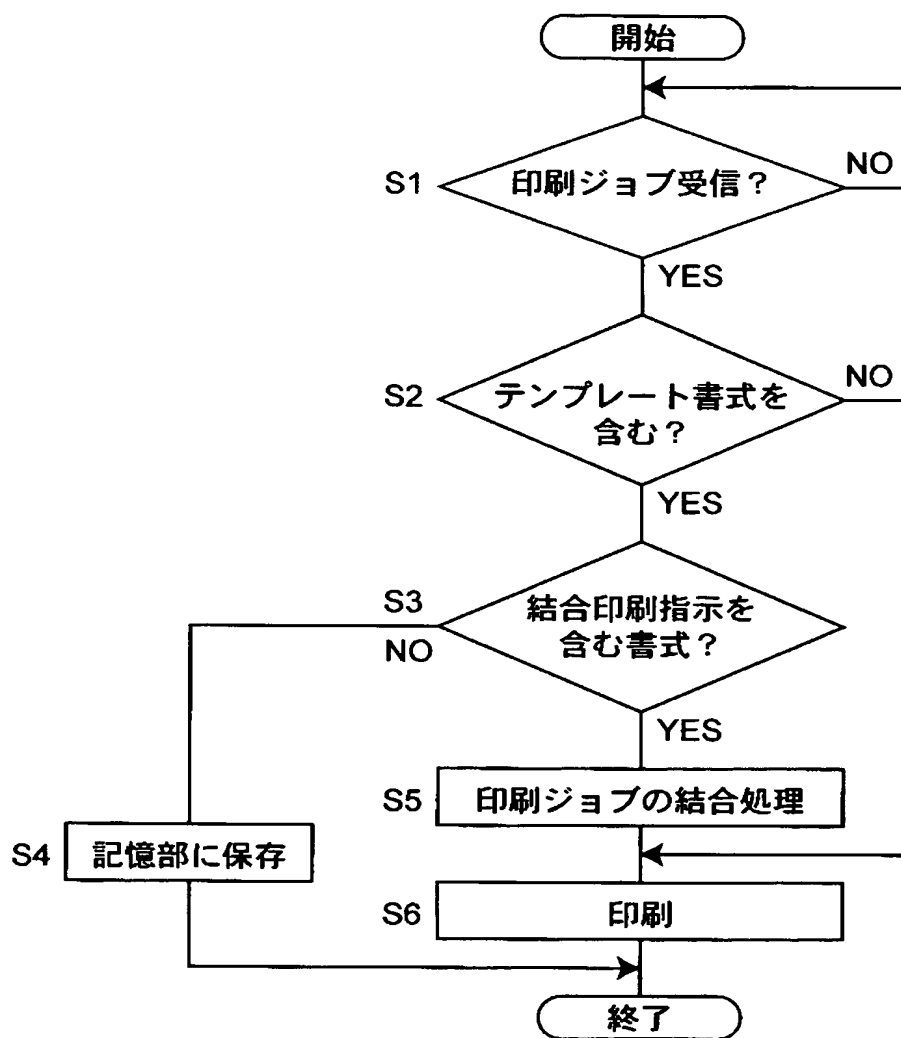 開始
S1
印刷ジョブ受信？
NO
YES
S2
テンプレート書式を
含む？
NO
YES
S3
結合印刷指示を
含む書式？
NO
YES
S5
印刷ジョブの結合処理
S4
記憶部に保存
S6
印刷
終了